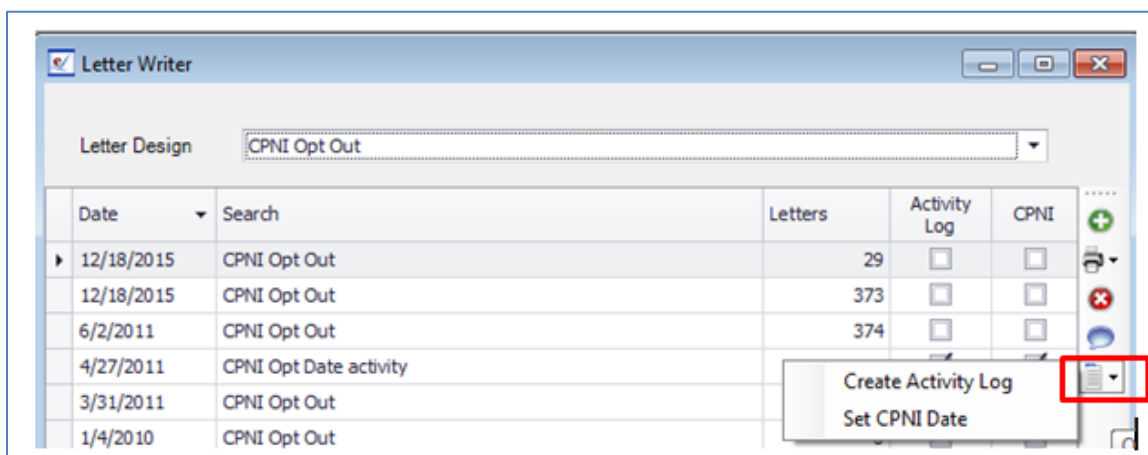 Letter Writer
Letter Design CPNI Opt Out
Date Search Letters Activity Log CPNI
12/18/2015 CPNI Opt Out 29
12/18/2015 CPNI Opt Out 373
6/2/2011 CPNI Opt Out 374
4/27/2011 CPNI Opt Date activity
Create Activity Log
3/31/2011 CPNI Opt Out
Set CPNI Date
1/4/2010 CPNI Opt Out